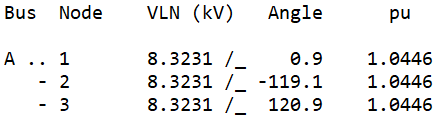 Bus Node VLN (kV) Angle pu
A .. 1 8.3231 /_ 0.9 1.0446
- 2 8.3231 /_ -119.1 1.0446
- 3 8.3231 /_ 120.9 1.0446